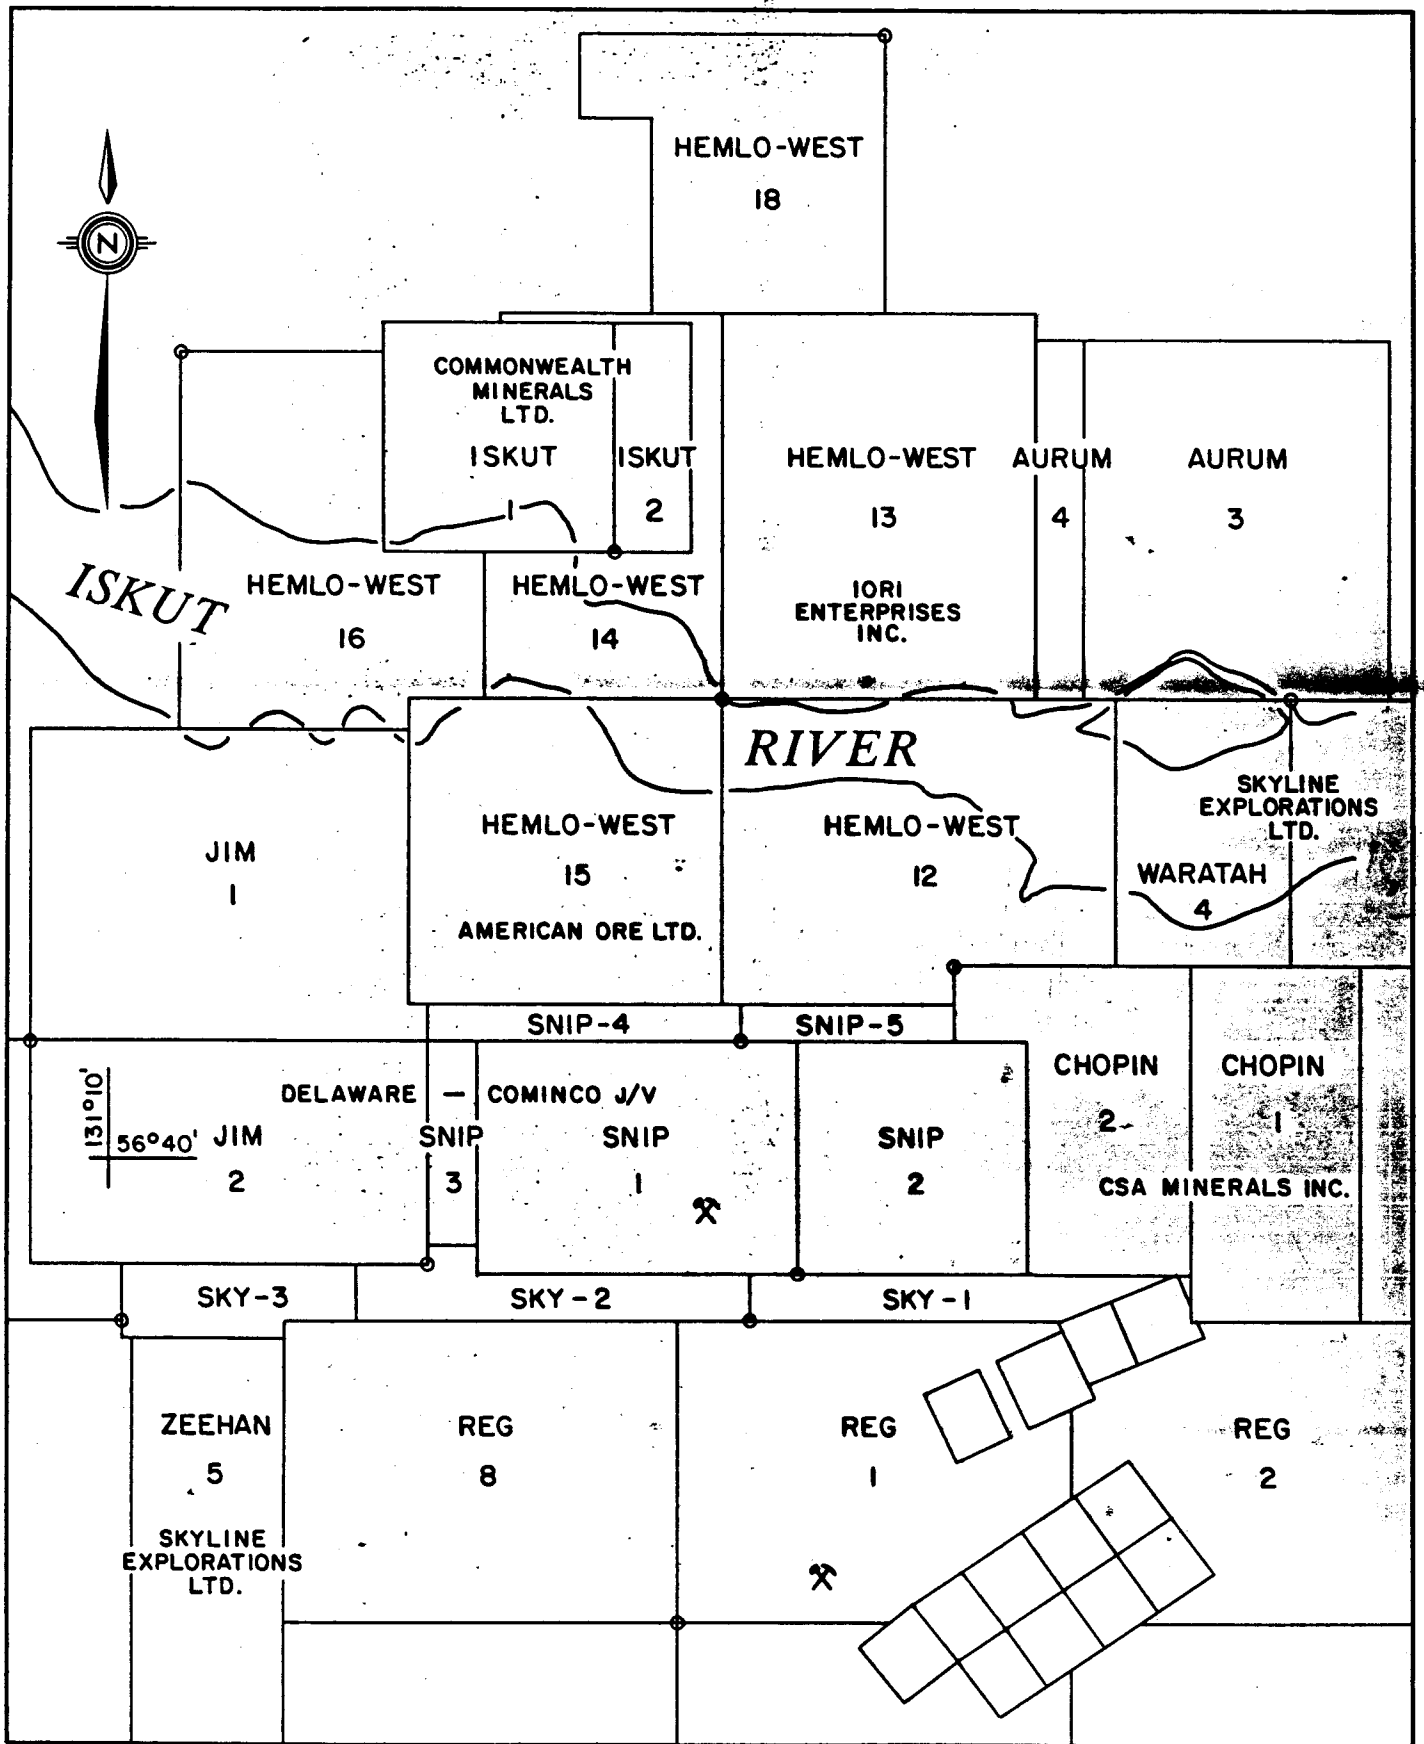 HEMLO-WEST
18
N
COMMONWEALTH
MINERALS
LTD.
ISKUT
1
ISKUT
2
HEMLO-WEST
13
IORI
ENTERPRISES
INC.
AURUM
4
AURUM
3
ISKUT
HEMLO-WEST
16
HEMLO-WEST
14
RIVER
JIM
1
HEMLO-WEST
15
AMERICAN ORE LTD.
HEMLO-WEST
12
SKYLINE
EXPLORATIONS
LTD.
WARATAH
4
SNIP-4
SNIP-5
131°10'
56°40'
DELAWARE — COMINCO J/V
JIM
2
SNIP
3
SNIP
1
SNIP
2
CHOPIN
2
CHOPIN
1
CSA MINERALS INC.
SKY-3
SKY-2
SKY-1
ZEEHAN
5
SKYLINE
EXPLORATIONS
LTD.
REG
8
REG
1
REG
2